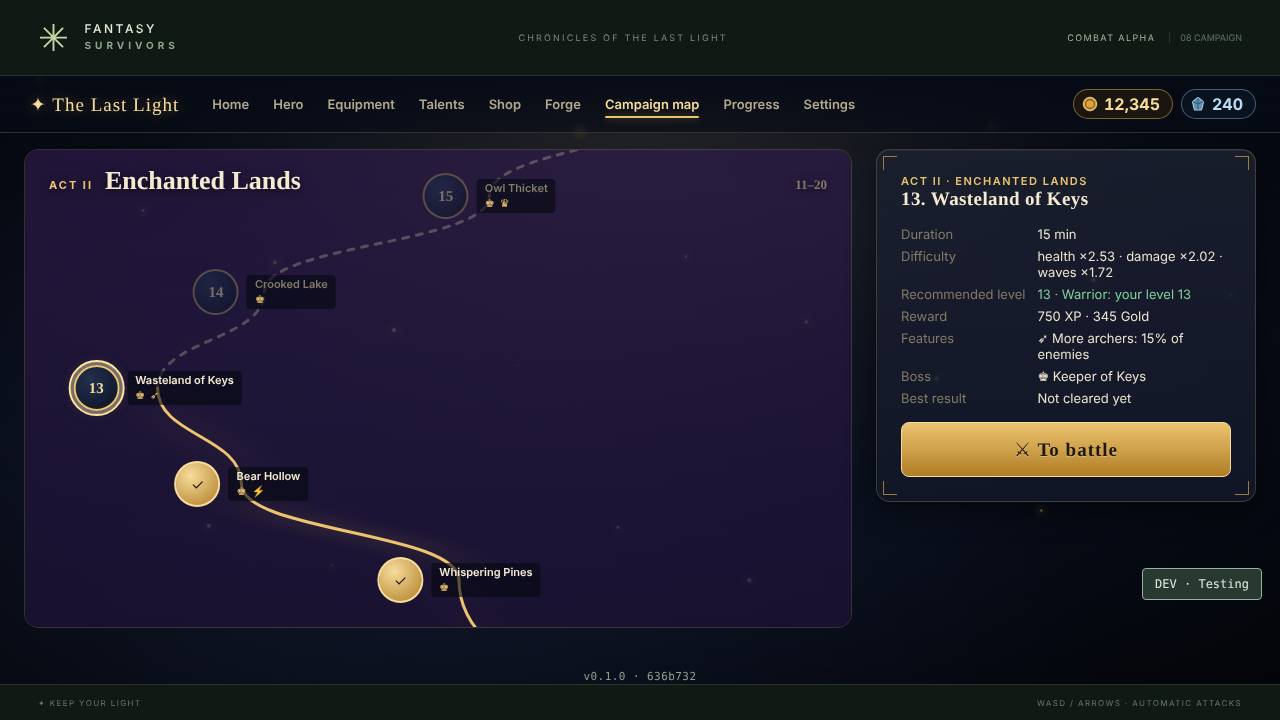 FANTASY
SURVIVORS
CHRONICLES OF THE LAST LIGHT
COMBAT ALPHA
08 CAMPAIGN
✦ The Last Light
Home
Hero
Equipment
Talents
Shop
Forge
Campaign map
Progress
Settings
12,345
240
ACT II Enchanted Lands
11–20
15
Owl Thicket
14
Crooked Lake
13
Wasteland of Keys
Bear Hollow
Whispering Pines
ACT II · ENCHANTED LANDS
13. Wasteland of Keys
Duration 15 min
Difficulty health ×2.53 · damage ×2.02 ·
waves ×1.72
Recommended level 13 · Warrior: your level 13
Reward 750 XP · 345 Gold
Features ➶ More archers: 15% of
enemies
Boss ♚ Keeper of Keys
Best result Not cleared yet
⚔ To battle
DEV · Testing
v0.1.0 · 636b732
✦ KEEP YOUR LIGHT
WASD / ARROWS · AUTOMATIC ATTACKS